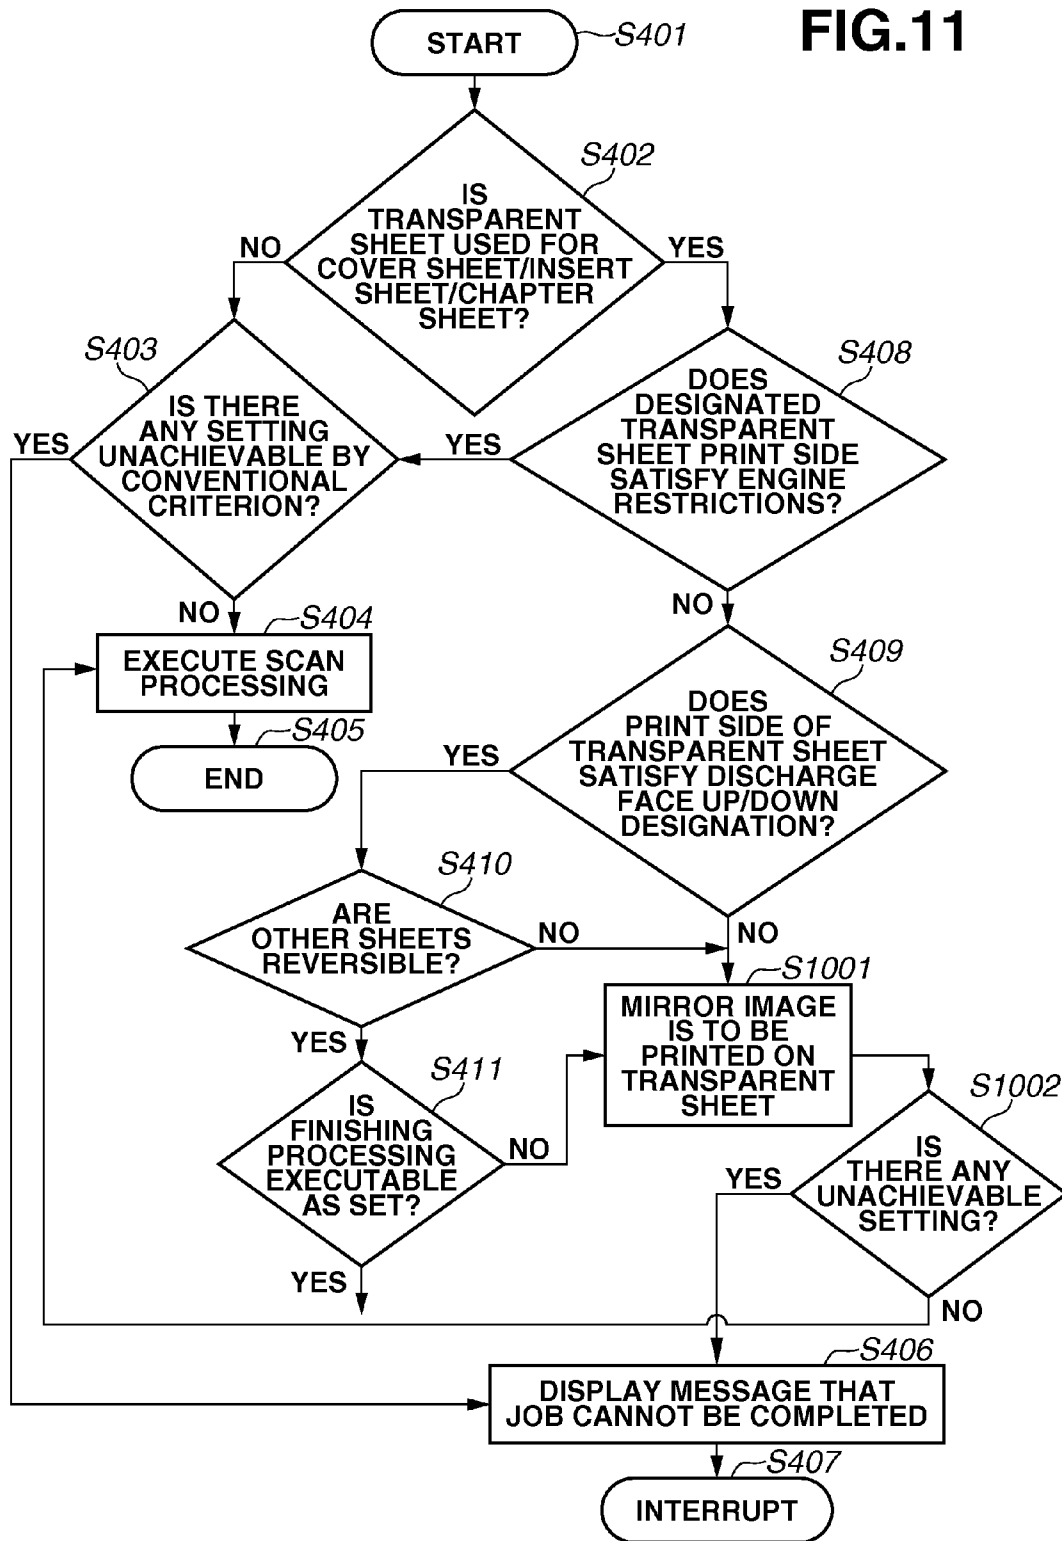 FIG.11
START
S401
S402
IS
TRANSPARENT
SHEET USED FOR
COVER SHEET/INSERT
SHEET/CHAPTER
SHEET?
NO
YES
S403
IS THERE
ANY SETTING
UNACHIEVABLE BY
CONVENTIONAL
CRITERION?
YES
NO
S408
DOES
DESIGNATED
TRANSPARENT
SHEET PRINT SIDE
SATISFY ENGINE
RESTRICTIONS?
YES
NO
S404
EXECUTE SCAN
PROCESSING
S405
END
S409
DOES
PRINT SIDE OF
TRANSPARENT SHEET
SATISFY DISCHARGE
FACE UP/DOWN
DESIGNATION?
YES
NO
S410
ARE
OTHER SHEETS
REVERSIBLE?
NO
YES
S1001
MIRROR IMAGE
IS TO BE
PRINTED ON
TRANSPARENT
SHEET
S411
IS
FINISHING
PROCESSING
EXECUTABLE
AS SET?
NO
YES
S1002
IS
THERE ANY
UNACHIEVABLE
SETTING?
YES
NO
S406
DISPLAY MESSAGE THAT
JOB CANNOT BE COMPLETED
S407
INTERRUPT